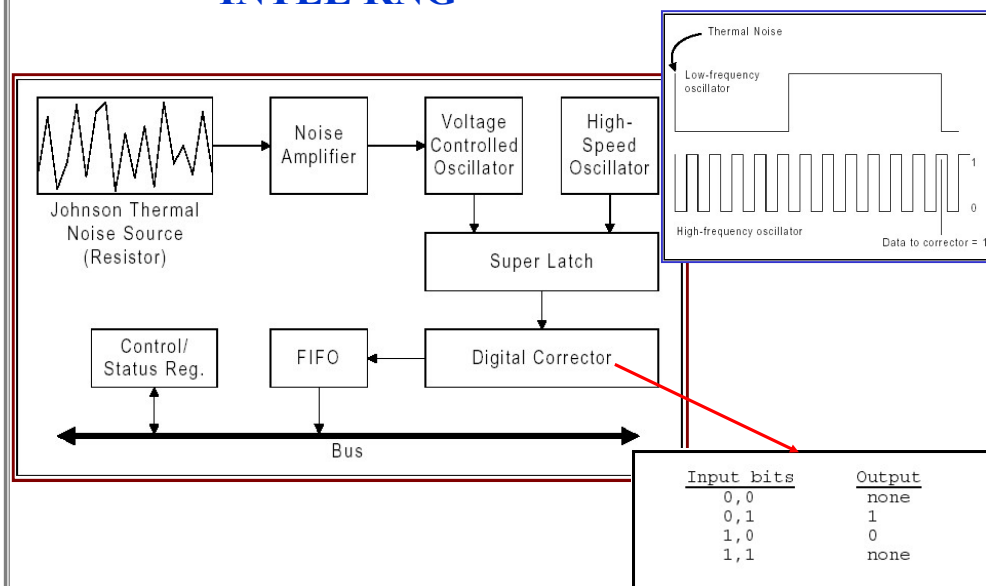 INTEL RNG
Thermal Noise
Low-frequency
oscillator
1
0
High-frequency oscillator
Data to corrector = 1
Noise
Amplifier
Voltage
Controlled
Oscillator
High-
Speed
Oscillator
Johnson Thermal
Noise Source
(Resistor)
Super Latch
Control/
Status Reg.
FIFO
Digital Corrector
Bus
Input bits Output
0,0 none
0,1 1
1,0 0
1,1 none